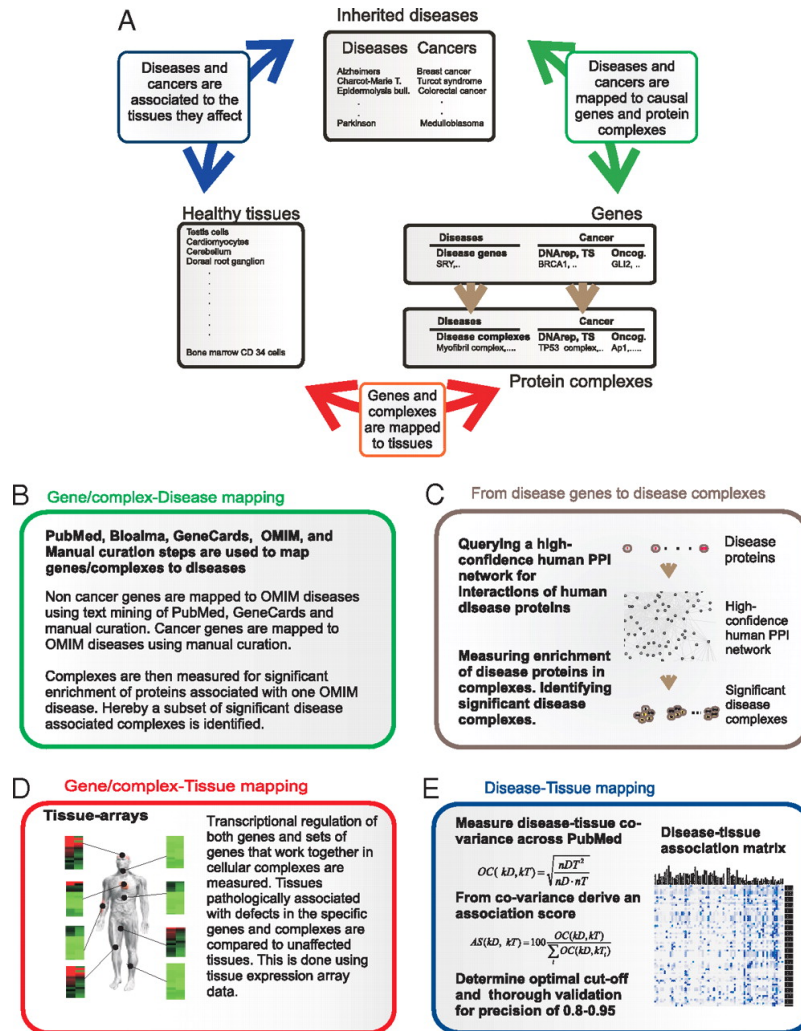 A
Inherited diseases
Diseases Cancers
Alzheimers Breast cancer
Charcot-Marie T. Turcot syndrome
Epidermolysis bull. Colorectal cancer
. .
. .
Parkinson Medulloblasoma
Diseases and
cancers are
associated to the
tissues they affect
Diseases and
cancers are
mapped to causal
genes and protein
complexes
Healthy tissues
Testis cells
Cardiomyocytes
Cerebellum
Dorsal root ganglion
.
.
.
.
.
.
.
Bone marrow CD 34 cells
Genes
Diseases Cancer
Disease genes DNArep, TS Oncog.
SRY,.. BRCA1, .. GLI2, ..
Diseases Cancer
Disease complexes DNArep, TS Oncog.
Myofibril complex,.... TP53 complex,.. Ap1,.....
Protein complexes
Genes and
complexes
are mapped
to tissues
B Gene/complex-Disease mapping
PubMed, Bioalma, GeneCards, OMIM, and
Manual curation steps are used to map
genes/complexes to diseases
Non cancer genes are mapped to OMIM diseases
using text mining of PubMed, GeneCards and
manual curation. Cancer genes are mapped to
OMIM diseases using manual curation.
Complexes are then measured for significant
enrichment of proteins associated with one OMIM
disease. Hereby a subset of significant disease
associated complexes is identified.
C From disease genes to disease complexes
Querying a high-
confidence human PPI
network for
interactions of human
disease proteins
Measuring enrichment
of disease proteins in
complexes. Identifying
significant disease
complexes.
Disease
proteins
High-
confidence
human PPI
network
Significant
disease
complexes
D Gene/complex-Tissue mapping
Tissue-arrays
Transcriptional regulation of
both genes and sets of
genes that work together in
cellular complexes are
measured. Tissues
pathologically associated
with defects in the specific
genes and complexes are
compared to unaffected
tissues. This is done using
tissue expression array
data.
E Disease-Tissue mapping
Measure disease-tissue co-
variance across PubMed
OC( kD,kT) = √(nDT² / nD · nT)
From co-variance derive an
association score
AS(kD, kT) = 100 OC(kD,kT) / ∑i OC(kD,kTi)
Determine optimal cut-off
and thorough validation
for precision of 0.8-0.95
Disease-tissue
association matrix